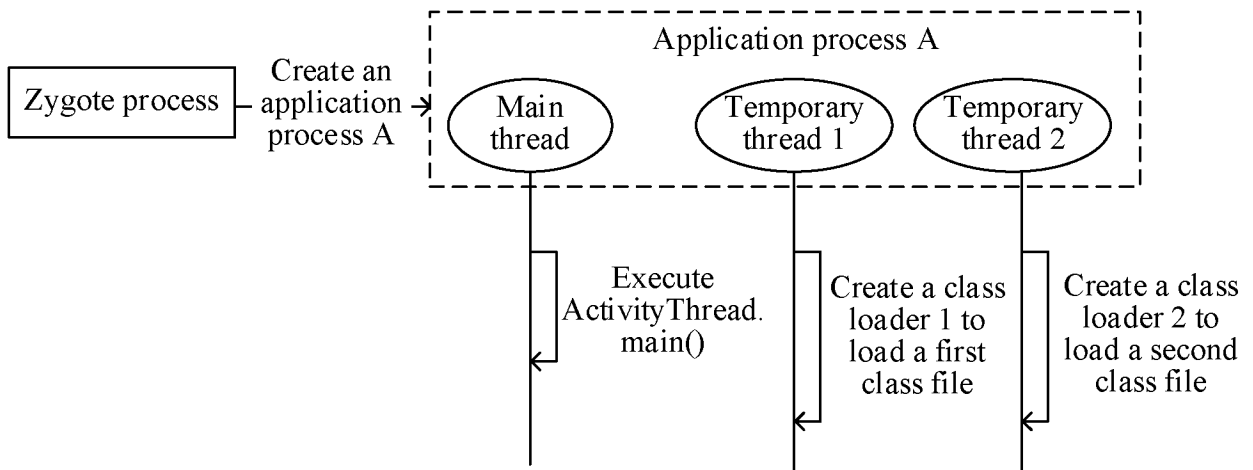 Application process A
Zygote process
Create an
application
process A
Main
thread
Temporary
thread 1
Temporary
thread 2
Execute
ActivityThread.
main()
Create a class
loader 1 to
load a first
class file
Create a class
loader 2 to
load a second
class file